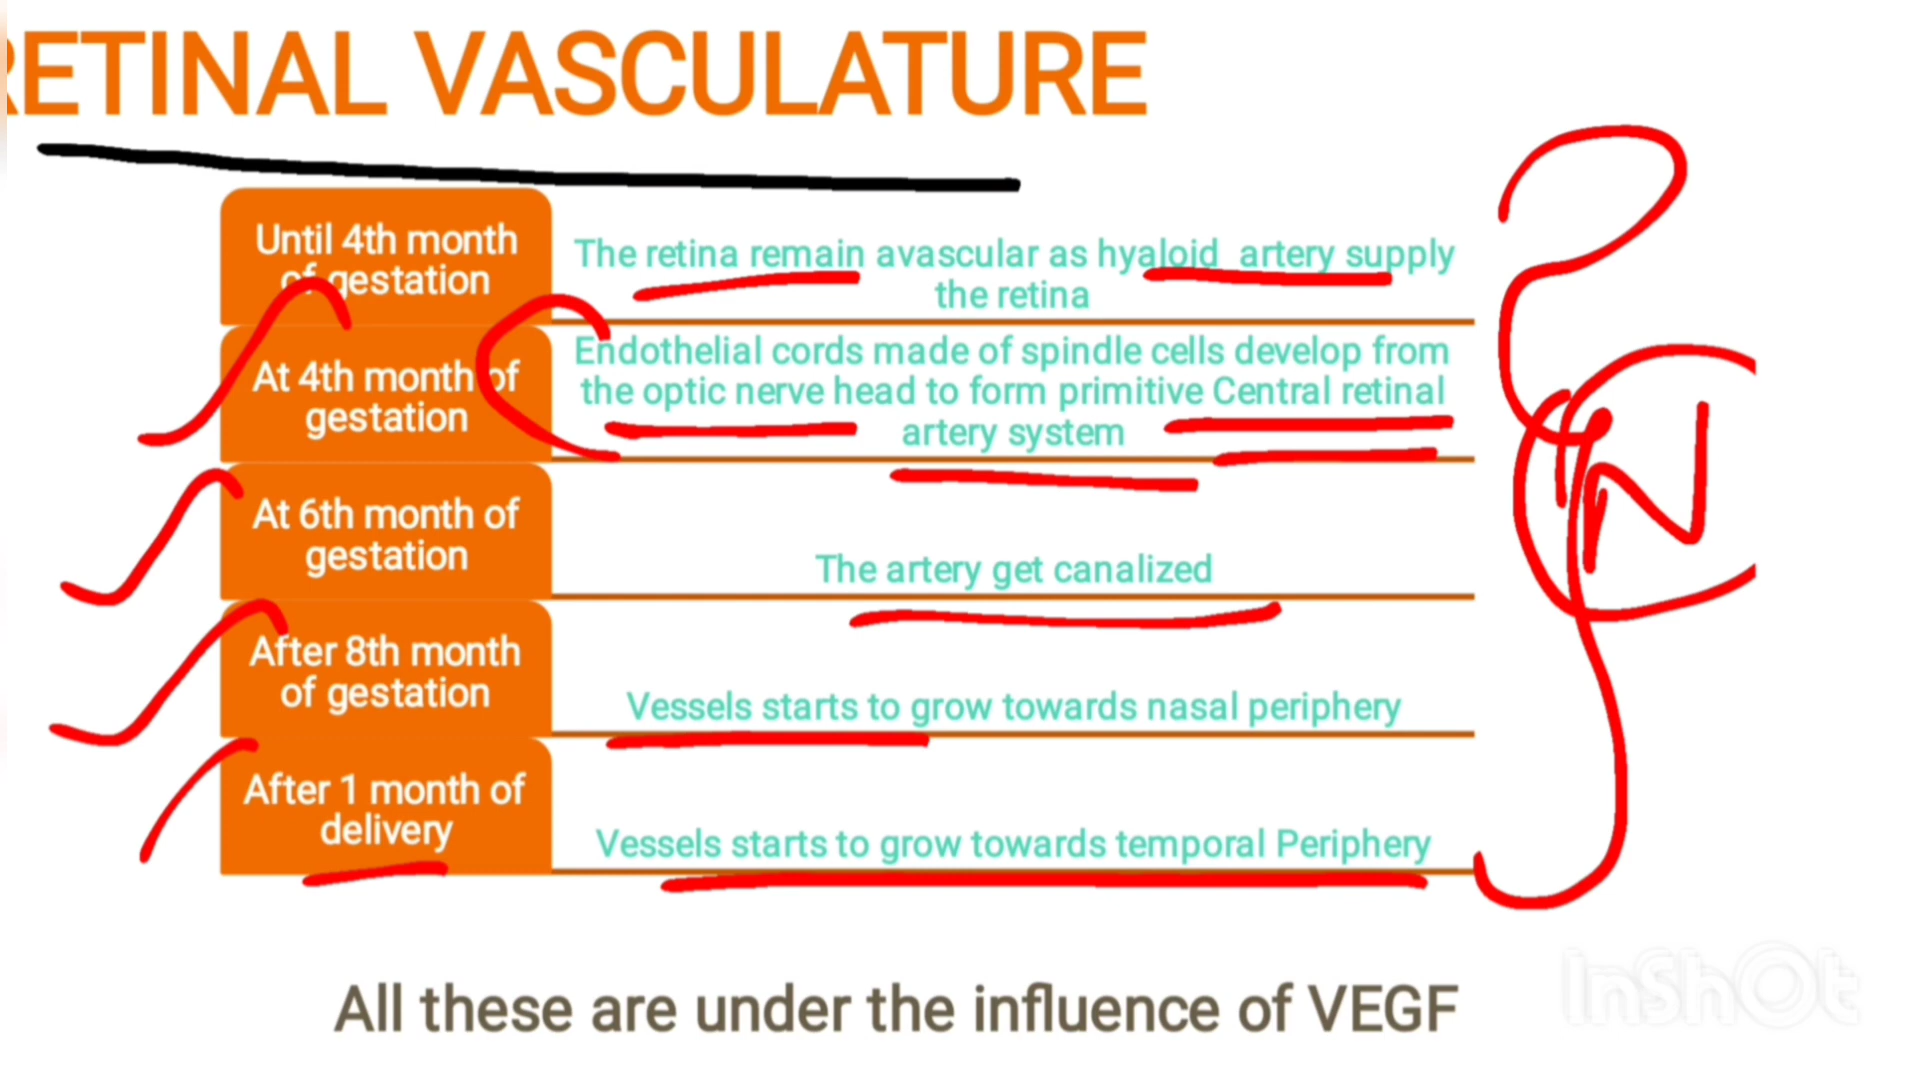 RETINAL VASCULATURE
Until 4th month
of gestation
The retina remain avascular as hyaloid artery supply
the retina
At 4th month of
gestation
Endothelial cords made of spindle cells develop from
the optic nerve head to form primitive Central retinal
artery system
At 6th month of
gestation
The artery get canalized
After 8th month
of gestation
Vessels starts to grow towards nasal periphery
After 1 month of
delivery
Vessels starts to grow towards temporal Periphery
N
All these are under the influence of VEGF
InShOt